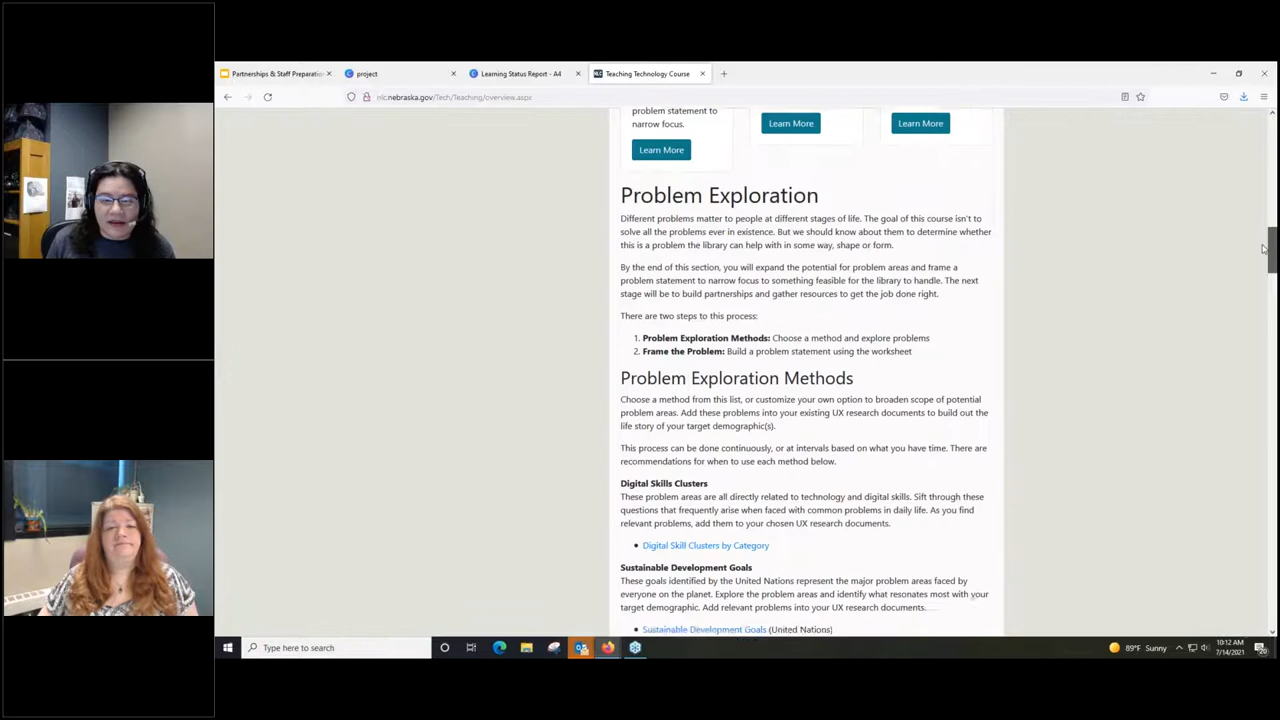 Partnerships & Staff Preparation
project
Learning Status Report - A4
Teaching Technology Course
nlc.nebraska.gov/Tech/Teaching/overview.aspx
problem statement to
narrow focus.
Learn More
Learn More
Learn More
Problem Exploration
Different problems matter to people at different stages of life. The goal of this course isn't to
solve all the problems ever in existence. But we should know about them to determine whether
this is a problem the library can help with in some way, shape or form.
By the end of this section, you will expand the potential for problem areas and frame a
problem statement to narrow focus to something feasible for the library to handle. The next
stage will be to build partnerships and gather resources to get the job done right.
There are two steps to this process:
1. Problem Exploration Methods: Choose a method and explore problems
2. Frame the Problem: Build a problem statement using the worksheet
Problem Exploration Methods
Choose a method from this list, or customize your own option to broaden scope of potential
problem areas. Add these problems into your existing UX research documents to build out the
life story of your target demographic(s).
This process can be done continuously, or at intervals based on what you have time. There are
recommendations for when to use each method below.
Digital Skills Clusters
These problem areas are all directly related to technology and digital skills. Sift through these
questions that frequently arise when faced with common problems in daily life. As you find
relevant problems, add them to your chosen UX research documents.
• Digital Skill Clusters by Category
Sustainable Development Goals
These goals identified by the United Nations represent the major problem areas faced by
everyone on the planet. Explore the problem areas and identify what resonates most with your
target demographic. Add relevant problems into your UX research documents.
• Sustainable Development Goals (United Nations)
Type here to search
89°F Sunny
10:12 AM
7/14/2021
20